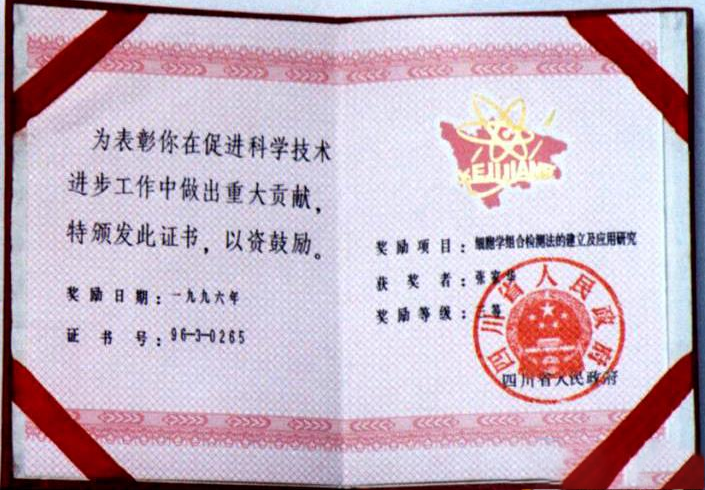 为表彰你在促进科学技术
进步工作中做出重大贡献，
特颁发此证书，以资鼓励。
奖励日期：一九九六年
证书号：96-3-0265
KEJIJIANG
奖励项目：细胞学组合检测法的建立及应用研究
获奖者：张
奖励等级：三等
四川省人民政府
四川省人民政府